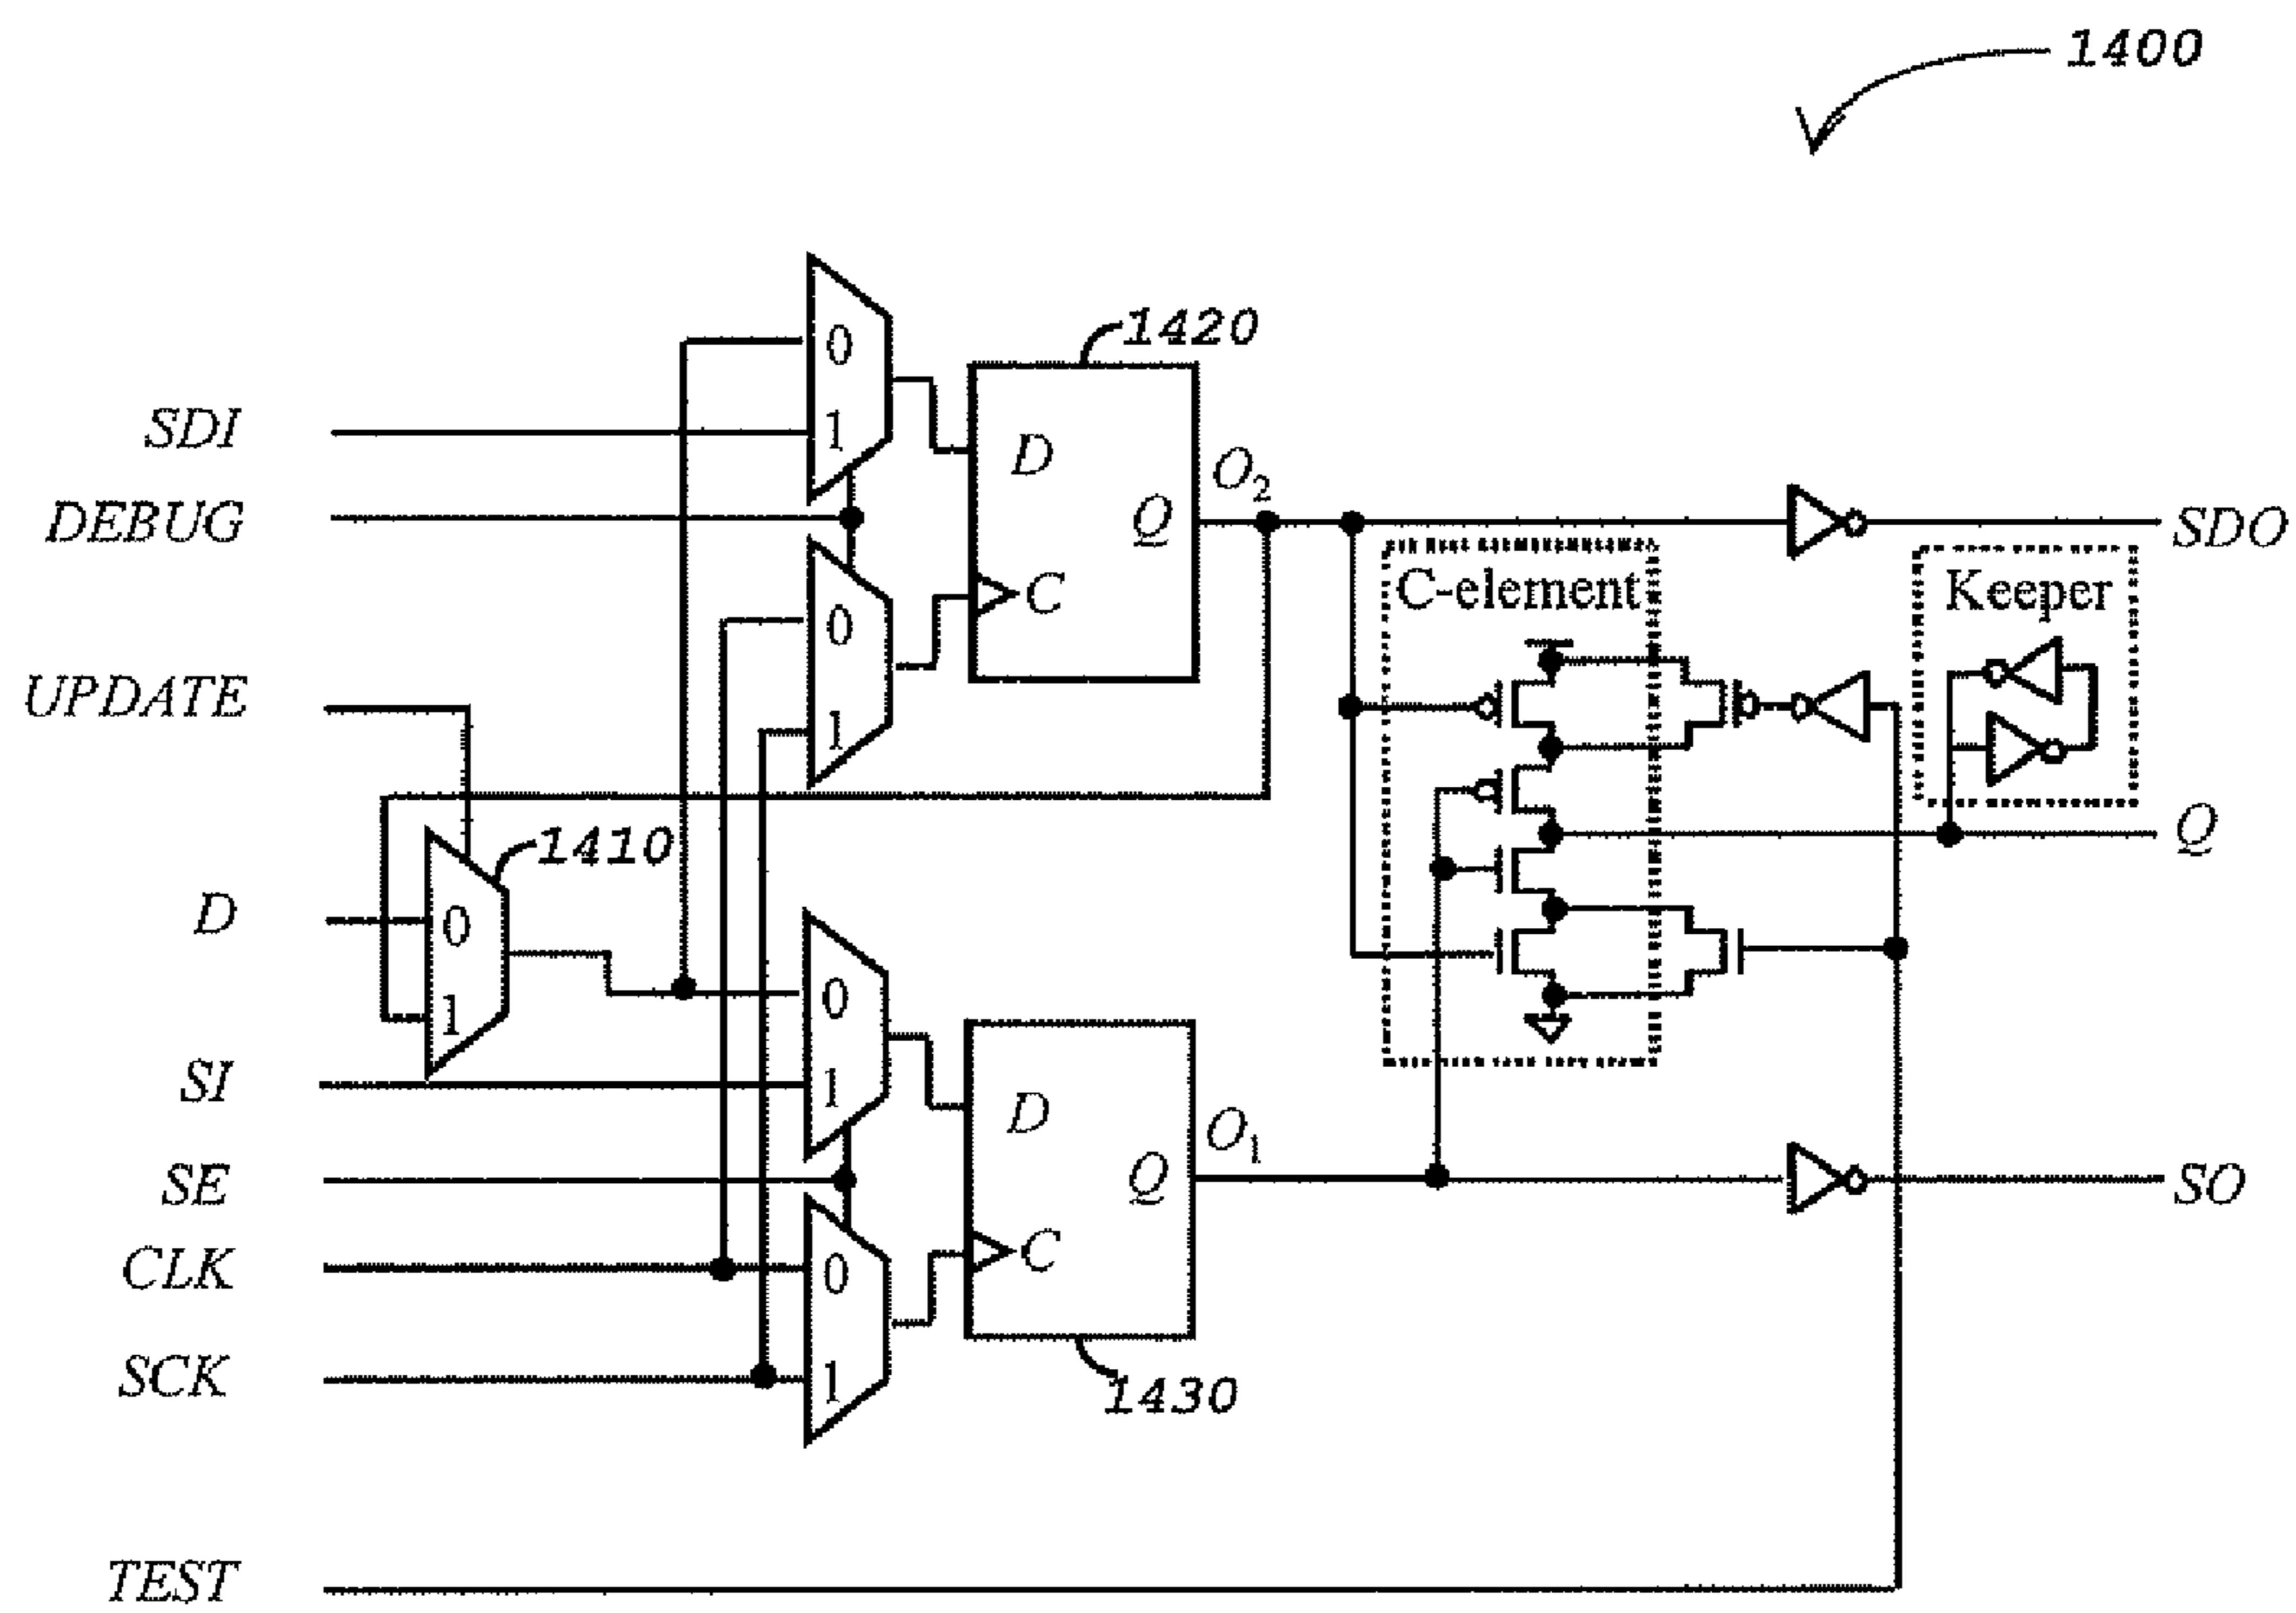 1400
1420
0
SDI
1
D
O2
Q
SDO
DEBUG
C-element
Keeper
0
C
UPDATE
1
1410
Q
D
0
0
1
SI
1
D
O1
Q
SE
SO
CLK
0
C
SCK
1
1430
TEST